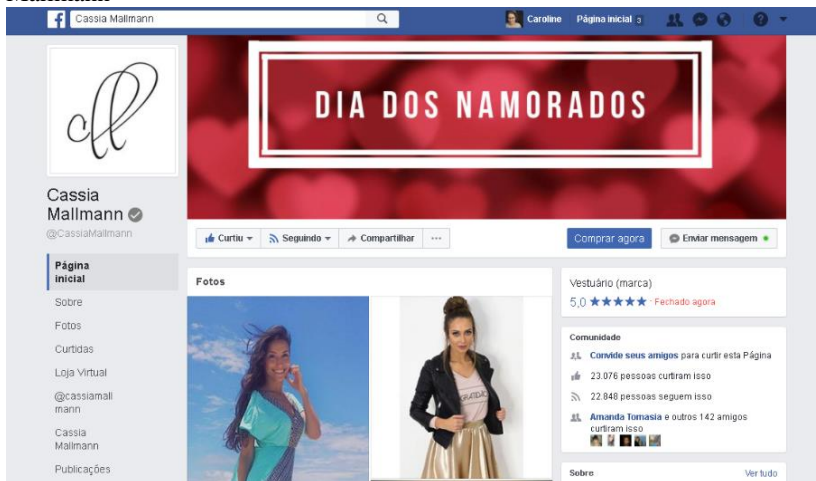 Cassia Mallmann
Caroline
Página inicial 3
DIA DOS NAMORADOS
Cassia
Mallmann
@CassiaMallmann
Curtiu
Seguindo
Compartilhar
Comprar agora
Enviar mensagem
Página
inicial
Sobre
Fotos
Curtidas
Loja Virtual
@cassiamall
mann
Cassia
Mallmann
Publicações
Fotos
GRATIDÃO
Vestuário (marca)
5,0 ★★★★★ · Fechado agora
Comunidade
Convide seus amigos para curtir esta Página
23.076 pessoas curtiram isso
22.848 pessoas seguem isso
Amanda Tomasia e outros 142 amigos
curtiram isso
Sobre
Ver tudo